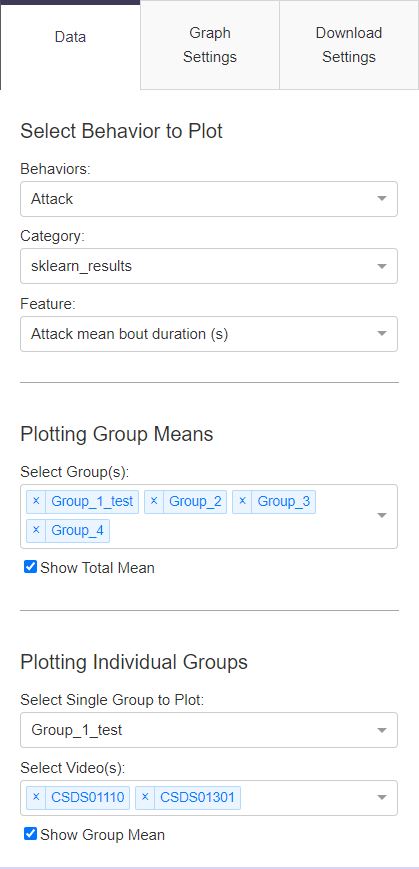 Data
Graph
Settings
Download
Settings
Select Behavior to Plot
Behaviors:
Attack
Category:
sklearn_results
Feature:
Attack mean bout duration (s)
Plotting Group Means
Select Group(s):
× Group_1_test × Group_2 × Group_3
× Group_4
Show Total Mean
Plotting Individual Groups
Select Single Group to Plot:
Group_1_test
Select Video(s):
× CSDS01110 × CSDS01301
Show Group Mean